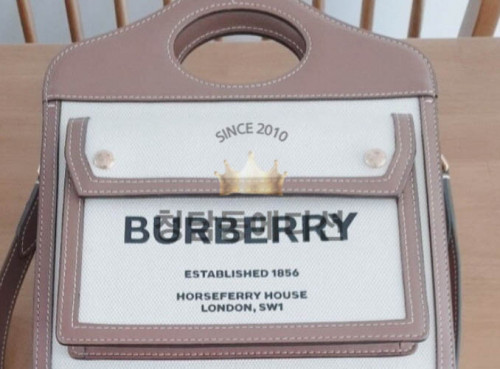 SINCE 2010
BURBERRY
ESTABLISHED 1856
HORSEFERRY HOUSE
LONDON, SW1